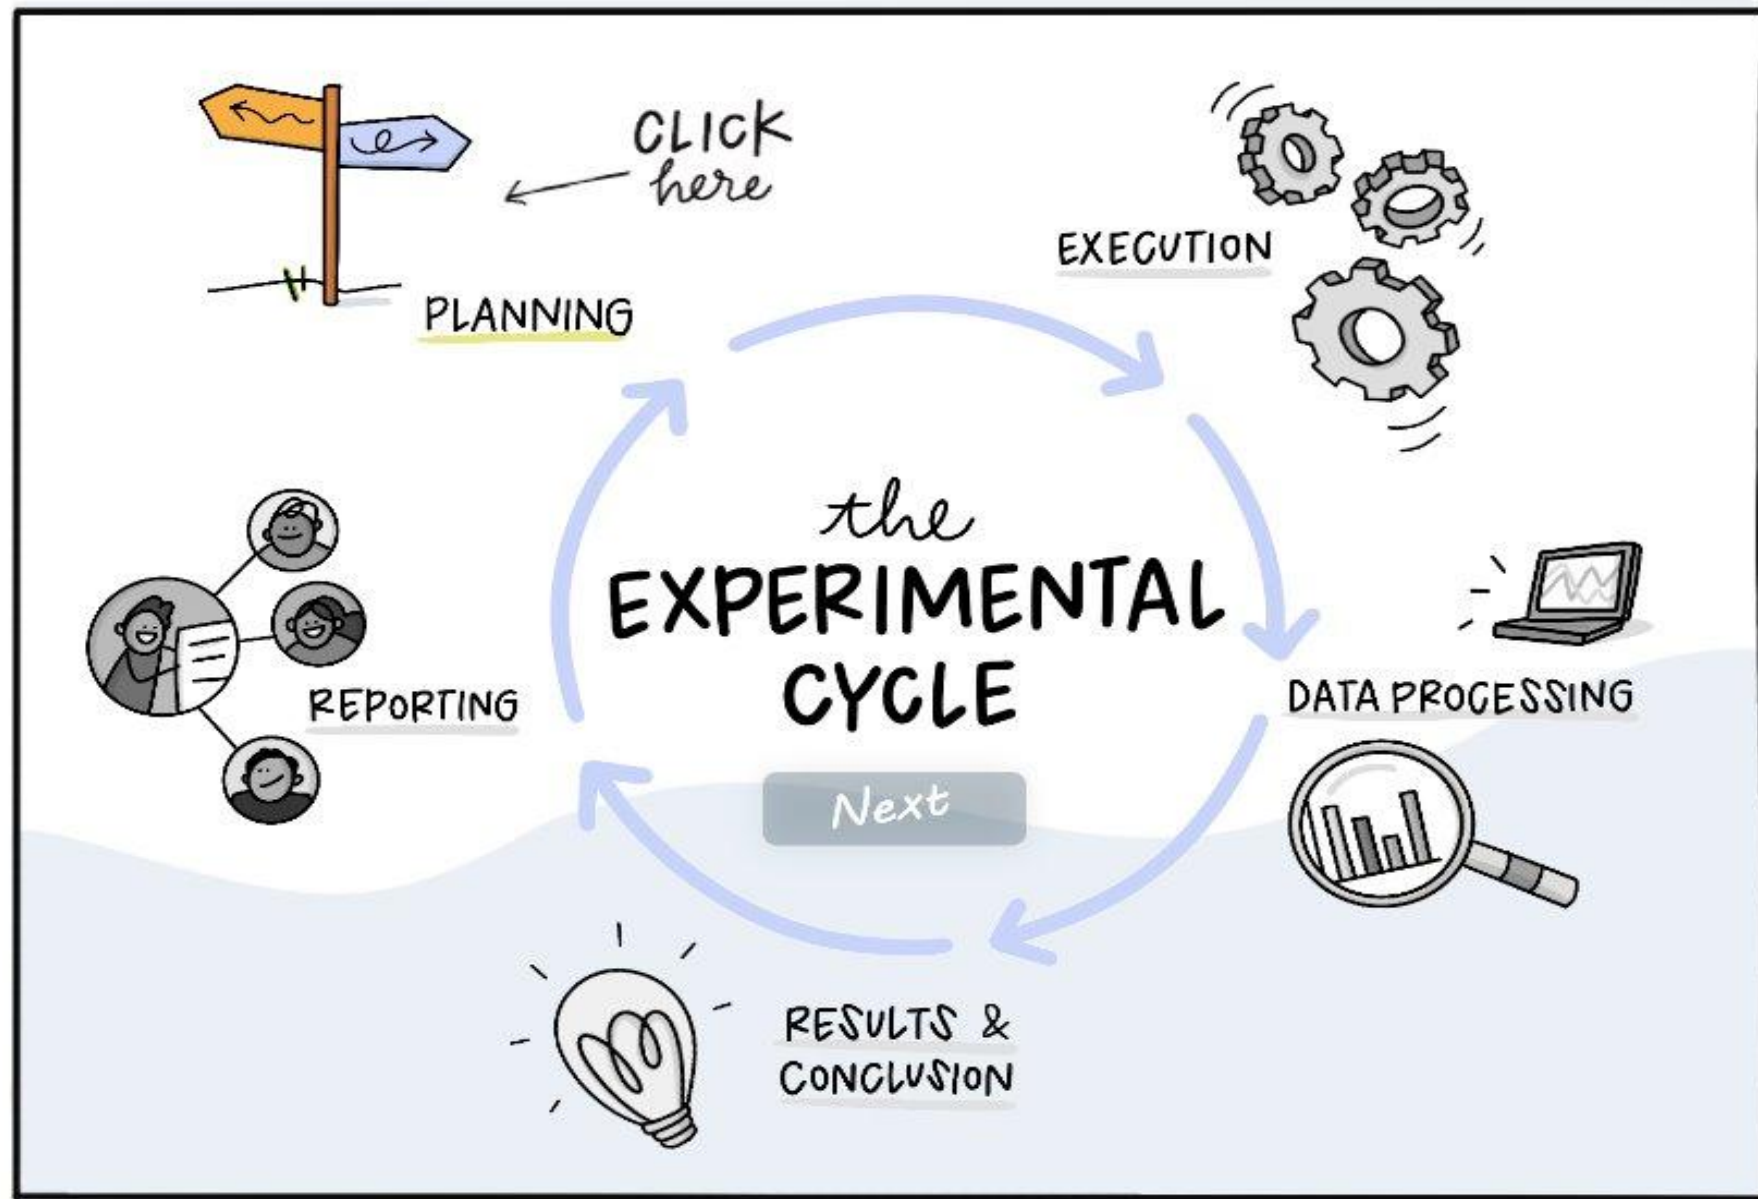 CLICK
here
PLANNING
EXECUTION
the
EXPERIMENTAL
CYCLE
Next
REPORTING
DATA PROCESSING
RESULTS &
CONCLUSION